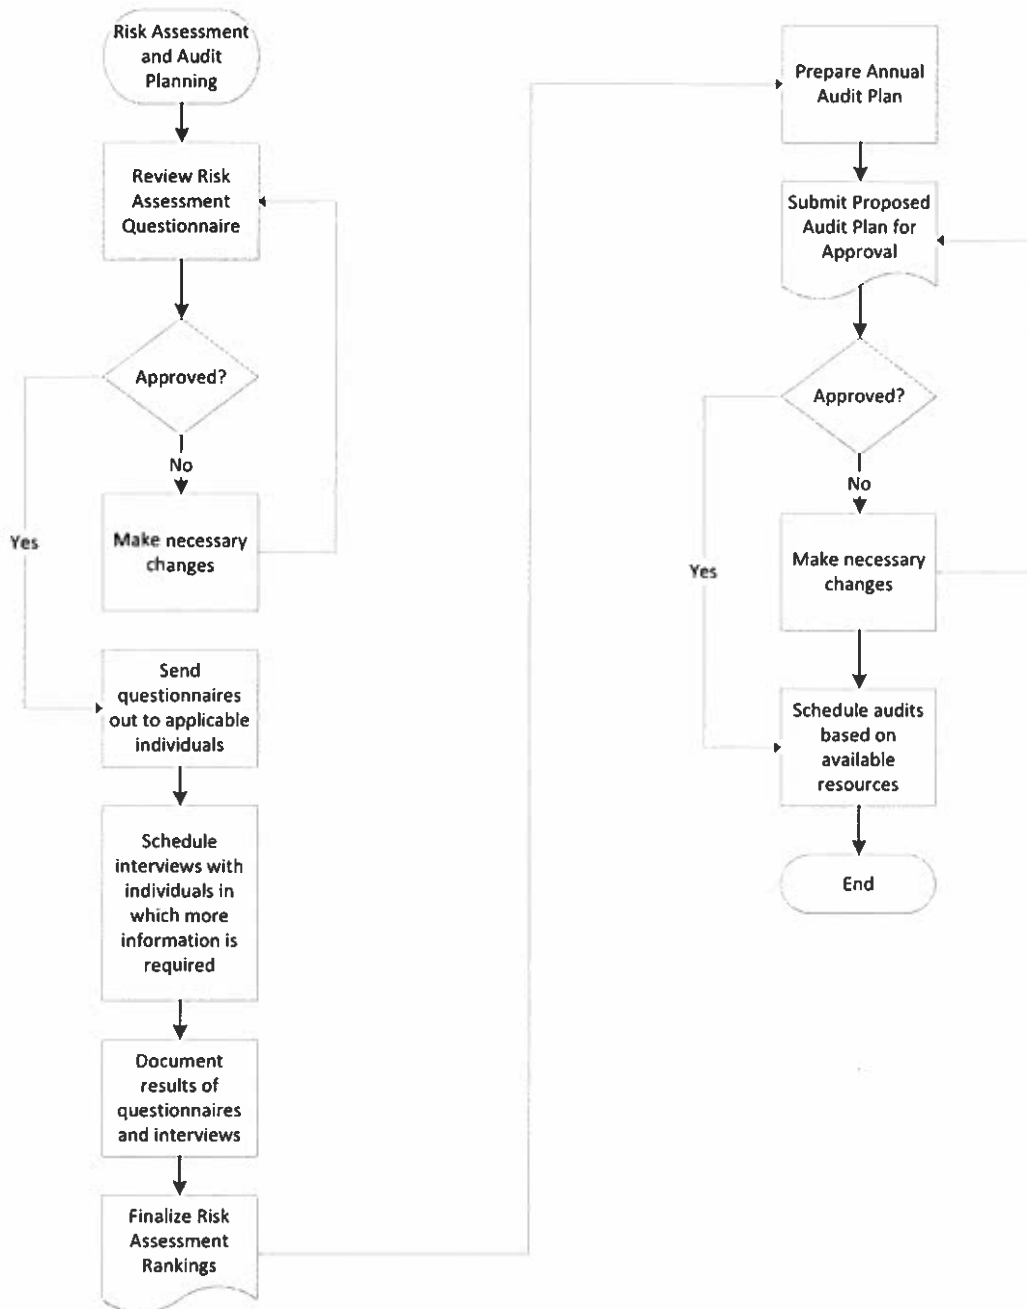 Risk Assessment
and Audit
Planning
Review Risk
Assessment
Questionnaire
Approved?
No
Make necessary
changes
Yes
Send
questionnaires
out to applicable
individuals
Schedule
interviews with
individuals in
which more
information is
required
Document
results of
questionnaires
and interviews
Finalize Risk
Assessment
Rankings
Prepare Annual
Audit Plan
Submit Proposed
Audit Plan for
Approval
Approved?
No
Make necessary
changes
Yes
Schedule audits
based on
available
resources
End